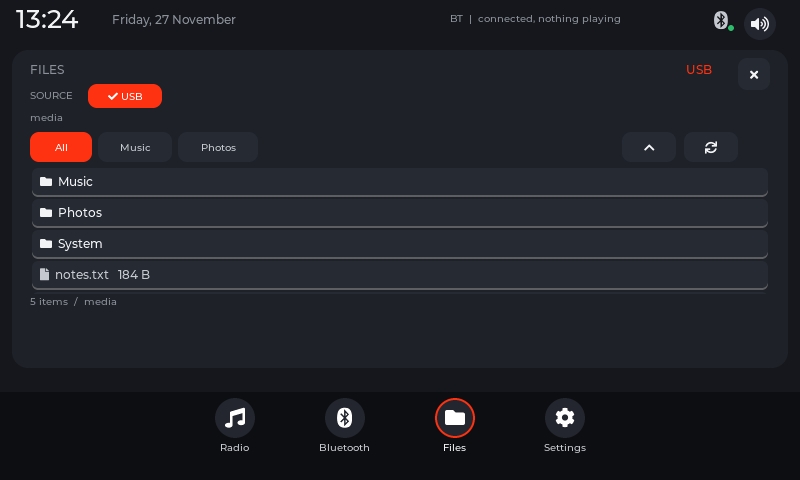 13:24 Friday, 27 November BT | connected, nothing playing
FILES USB
SOURCE USB
media
All Music Photos
Music
Photos
System
notes.txt 184 B
5 items / media
Radio Bluetooth Files Settings